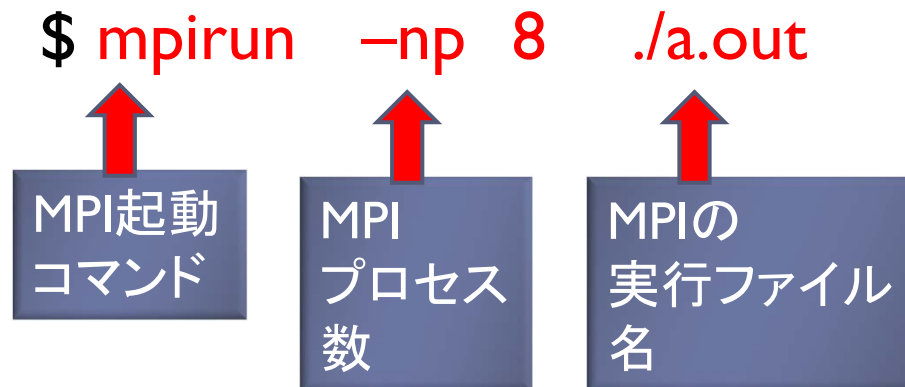 $ mpirun –np 8 ./a.out
MPI起動
コマンド
MPI
プロセス
数
MPIの
実行ファイル
名